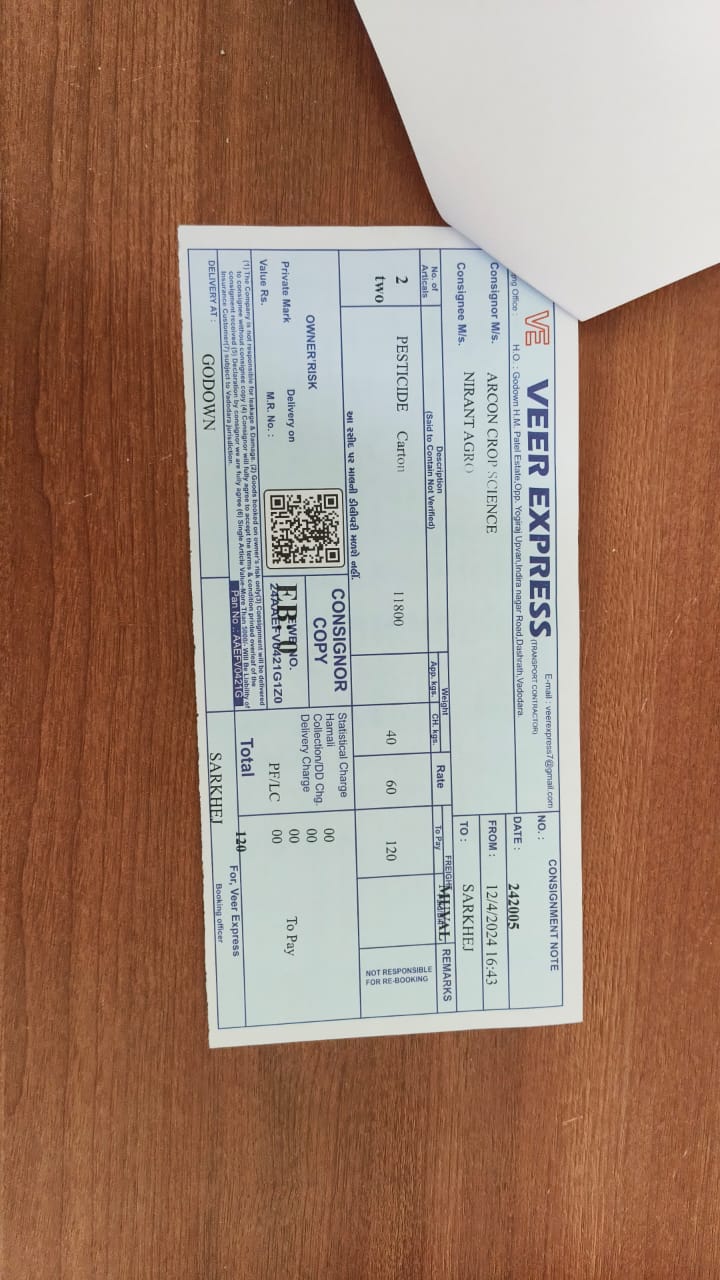 VE VEER EXPRESS (TRANSPORT CONTRACTOR)
E-mail : veerexpress7@gmail.com
Office :
H.O. : Godown H.M. Patel Estate,Opp. Yogiraj Upvan,Indira nagar Road,Dashrath,Vadodara.
CONSIGNMENT NOTE
NO. : 242005
DATE : 12/4/2024 16:43
FROM : MUVAL
TO : SARKHEJ
Consignor M/s. ARCON CROP SCIENCE
Consignee M/s. NIRANT AGRO
No. of Articals
Description (Said to Contain Not Verified)
Weight
App. kgs. CH. kgs.
Rate
FREIGHT
To Pay
REMARKS
2 PESTICIDE Carton 11800 40 60 120
two
NOT RESPONSIBLE FOR RE-BOOKING
આ રસીદ પર માલની ડીલીવરી મળશે નહીં.
OWNER'RISK
CONSIGNOR COPY
Statistical Charge 00
Hamali 00
Collection/DD Chg. 00
Delivery Charge 00
PF/LC
To Pay
Private Mark
Delivery on
EWB NO.
EB-0
24AAEFV0421G1Z0
Value Rs.
M.R. No. :
Total 120
(1)The Company is not responsible for leakage & Damage. (2) Goods booked on owner's risk only(3) Consignment will be delivered
to consignee without consignee copy (4) Consignor will fully agree to accept the terms & condition printed overleaf of the
consignment received (5) Declaration by consignor we are fully agree (6) Single Article Value-More Than 5000/- Will Be Liability of
Insurance Customer(7) subject to Vadodara jurisdiction.
Pan No. : AAEFV0421G
For, Veer Express
DELIVERY AT : GODOWN
SARKHEJ
Booking officer